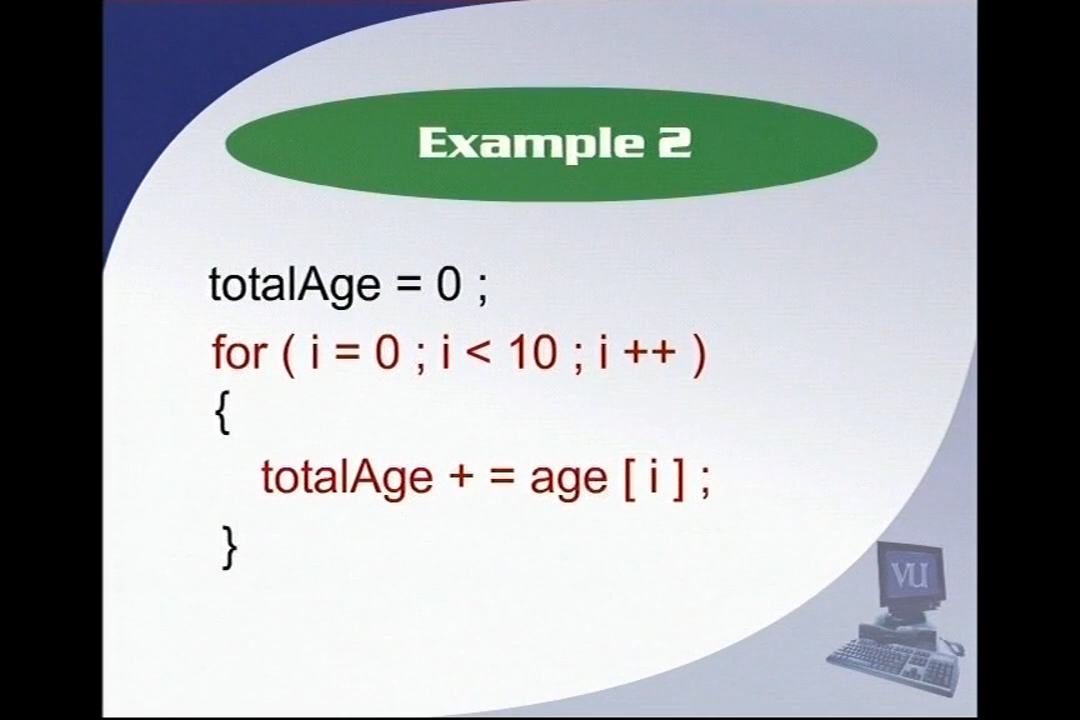 Example 2
totalAge = 0 ;
for ( i = 0 ; i < 10 ; i ++ )
{
totalAge + = age [ i ] ;
}
VU